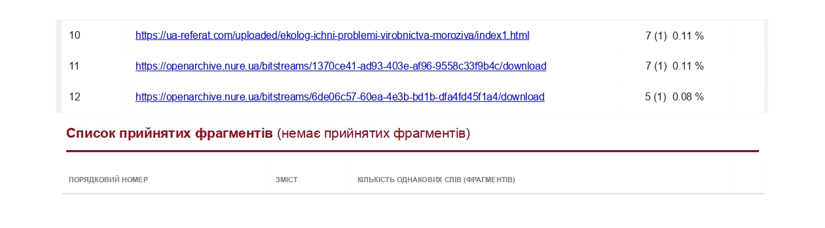 10 https://ua-referat.com/uploaded/ekolog-ichni-problemi-virobnictva-moroziva/index1.html 7 (1) 0.11 %
11 https://openarchive.nure.ua/bitstreams/1370ce41-ad93-403e-af96-9558c33f9b4c/download 7 (1) 0.11 %
12 https://openarchive.nure.ua/bitstreams/6de06c57-60ea-4e3b-bd1b-dfa4fd45f1a4/download 5 (1) 0.08 %
Список прийнятих фрагментів (немає прийнятих фрагментів)
ПОРЯДКОВИЙ НОМЕР ЗМІСТ КІЛЬКІСТЬ ОДНАКОВИХ СЛІВ (ФРАГМЕНТІВ)